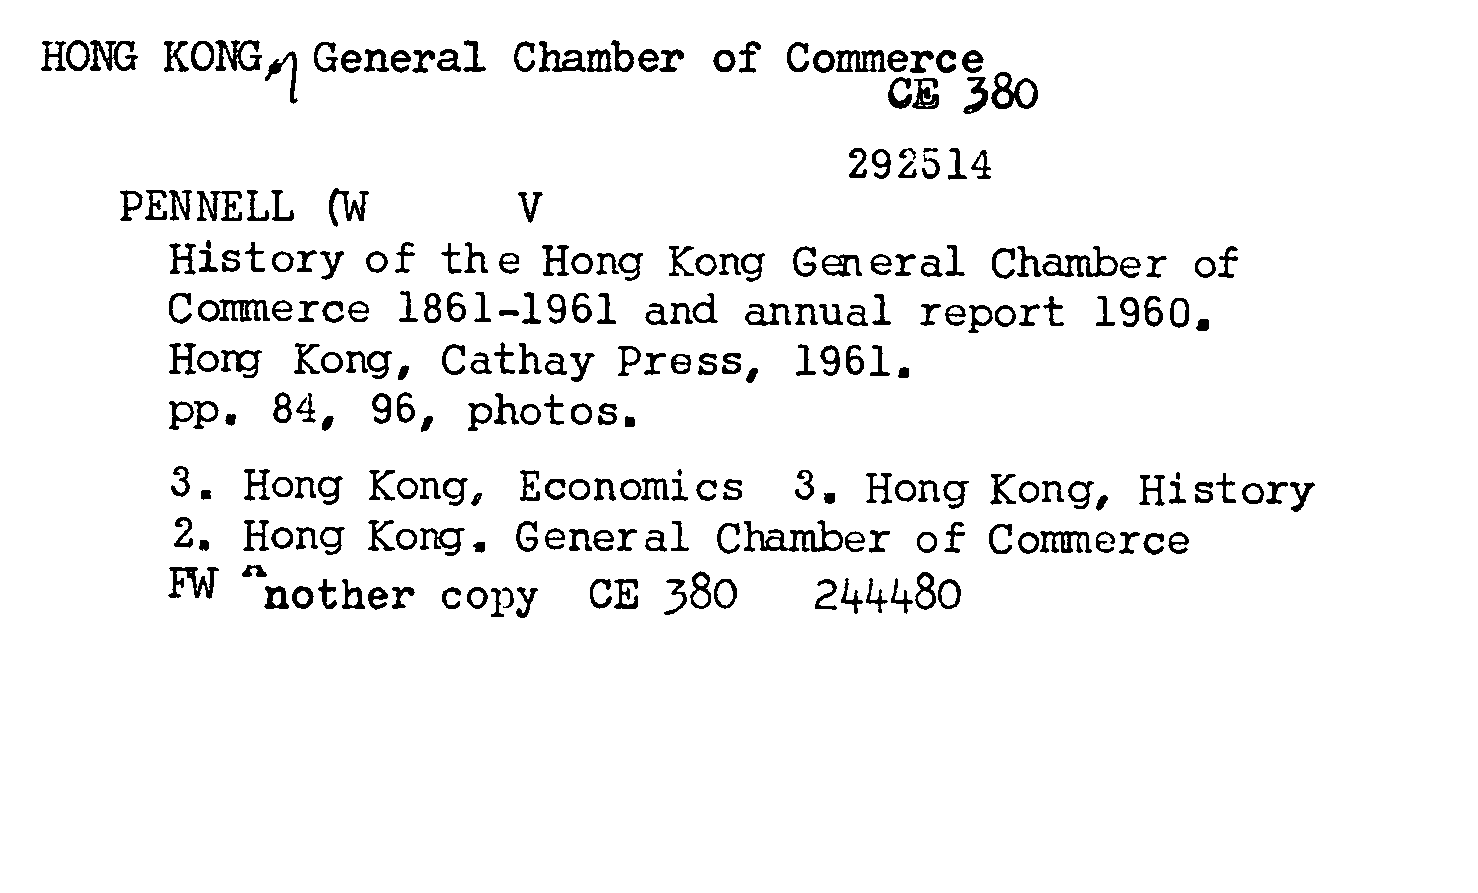 HONG KONG, General Chamber of Commerce
CE 380
292514
PENNELL (W V
History of the Hong Kong General Chamber of
Commerce 1861-1961 and annual report 1960.
Hong Kong, Cathay Press, 1961.
pp. 84, 96, photos.
3. Hong Kong, Economics 3. Hong Kong, History
2. Hong Kong. General Chamber of Commerce
FW Another copy CE 380 244480